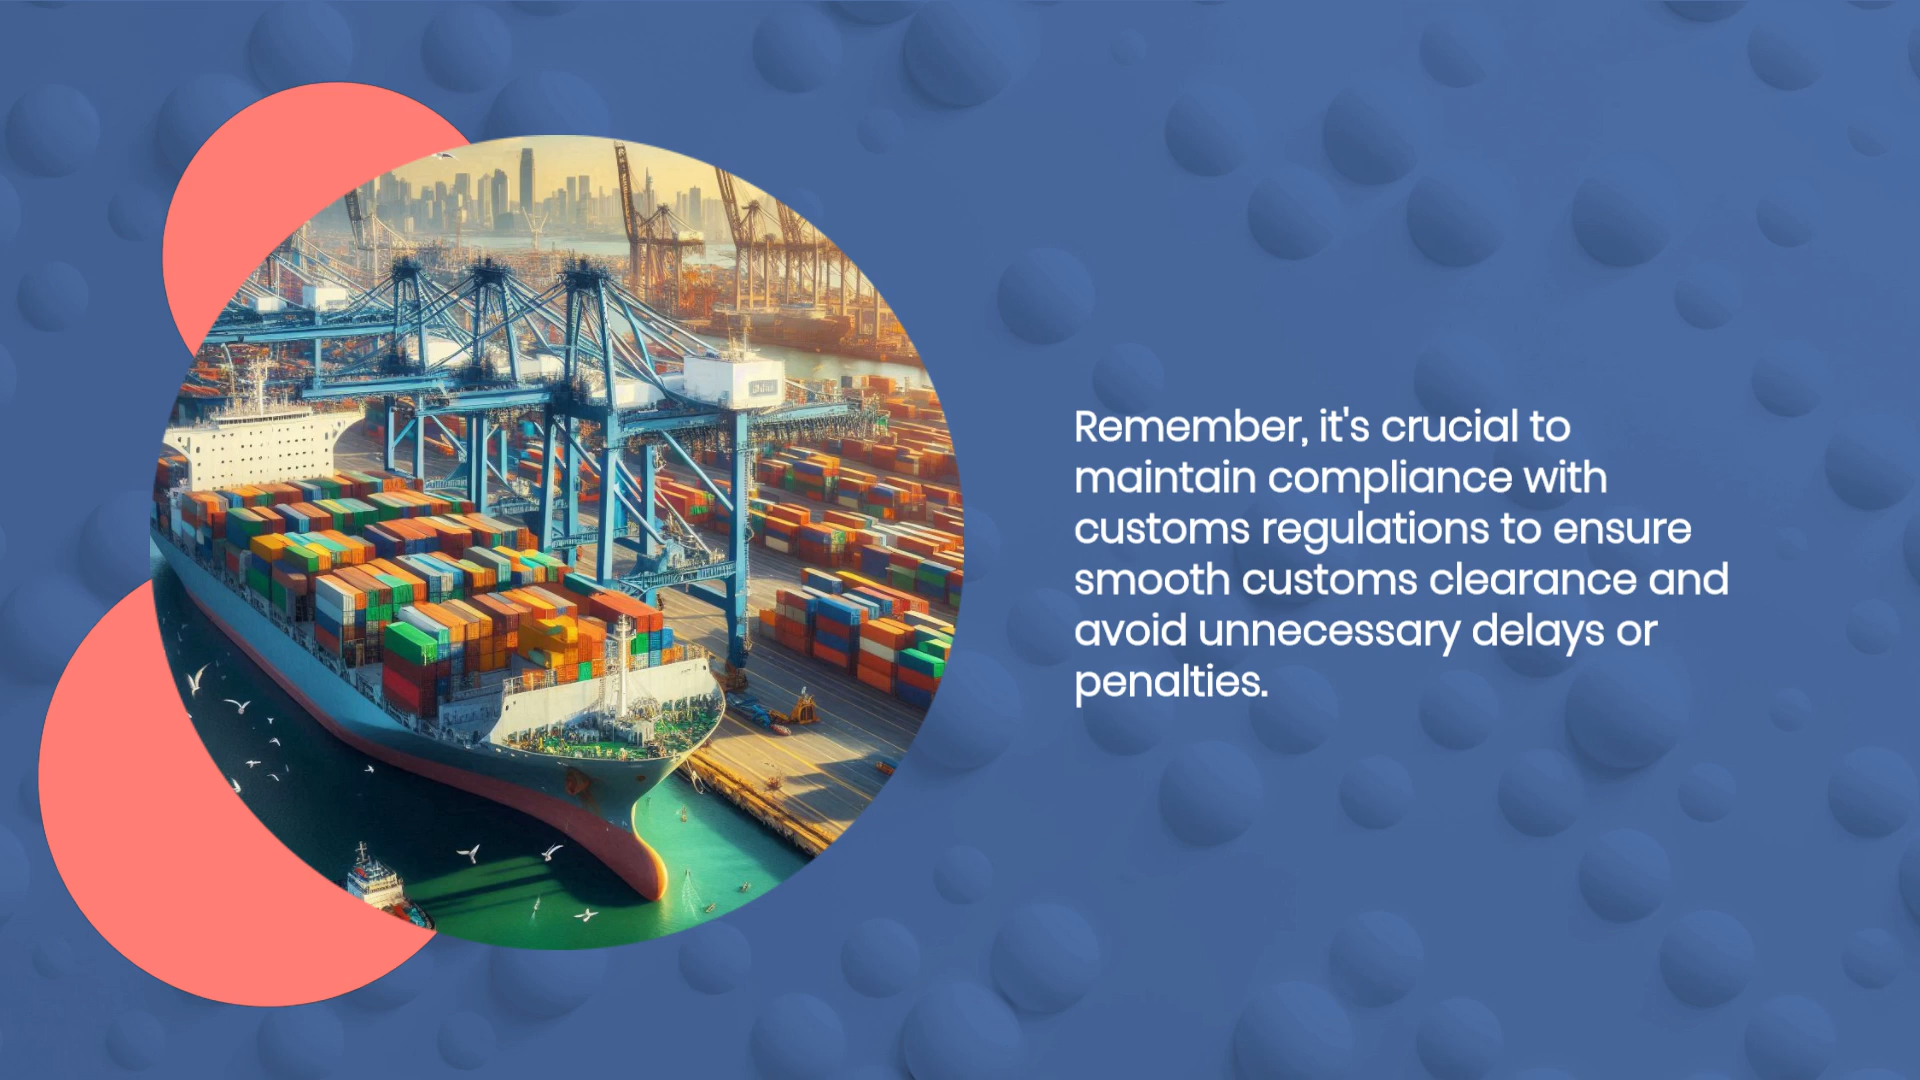 Remember, it's crucial to
maintain compliance with
customs regulations to ensure
smooth customs clearance and
avoid unnecessary delays or
penalties.